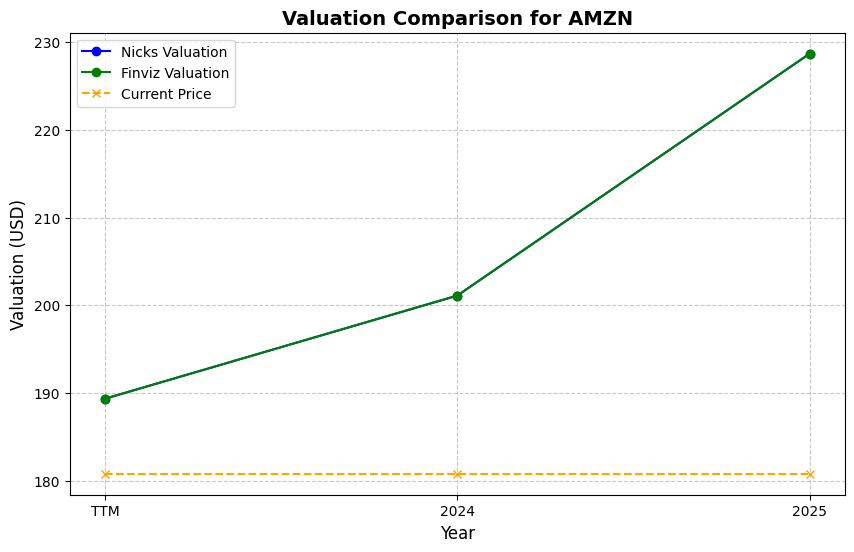 Valuation Comparison for AMZN
Nicks Valuation
Finviz Valuation
Current Price
230
220
210
200
190
180
Valuation (USD)
TTM 2024 2025
Year